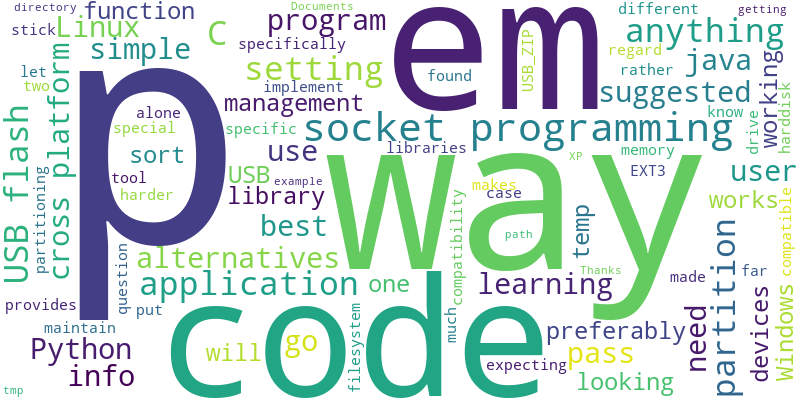 directory
function
Documents
different
getting
stick
Linux
C
program
em
anything
simple
specifically
found
USB_ZIP
regard
java
let
setting
implement
rather
working
two
p
alone
management
suggested
harddisk
USB flash
cross platform
special
specific
socket programming
know
drive
sort
use
libraries
memory
tool
USB
XP
EXT3
partitioning
harder
library
example
way
makes
case
user
best
compatibility
temp
works
compatible
question
alternatives
path
partition
application
one
learning
Thanks
made
far
devices
Windows
provides
put
code
maintain
filesystem
much
preferably
need
Python
will
go
pass
info
expecting
looking
tmp